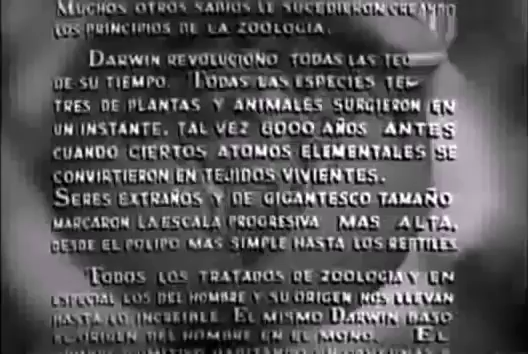 MUCHOS OTROS SABIOS LE SUCEDIERON CREANDO
LOS PRINCIPIOS DE LA ZOOLOGIA.
DARWIN REVOLUCIONO TODAS LAS TEO
DE SU TIEMPO. TODAS LAS ESPECIES TER
TRES DE PLANTAS Y ANIMALES SURGIERON EN
UN INSTANTE, TAL VEZ 6000 AÑOS ANTES
CUANDO CIERTOS ATOMOS ELEMENTALES SE
CONVIRTIERON EN TEJIDOS VIVIENTES.
SERES EXTRAÑOS Y DE GIGANTESCO TAMAÑO
MARCARON LA ESCALA PROGRESIVA MAS ALTA,
DESDE EL POLIPO MAS SIMPLE HASTA LOS REPTILES
TODOS LOS TRATADOS DE ZOOLOGIA Y EN
ESPECIAL LOS DEL HOMBRE Y SU ORIGEN NOS LLEVAN
HASTA LO INCREIBLE. EL MISMO DARWIN BASO
EL ORIGEN DEL HOMBRE EN EL MONO. EL